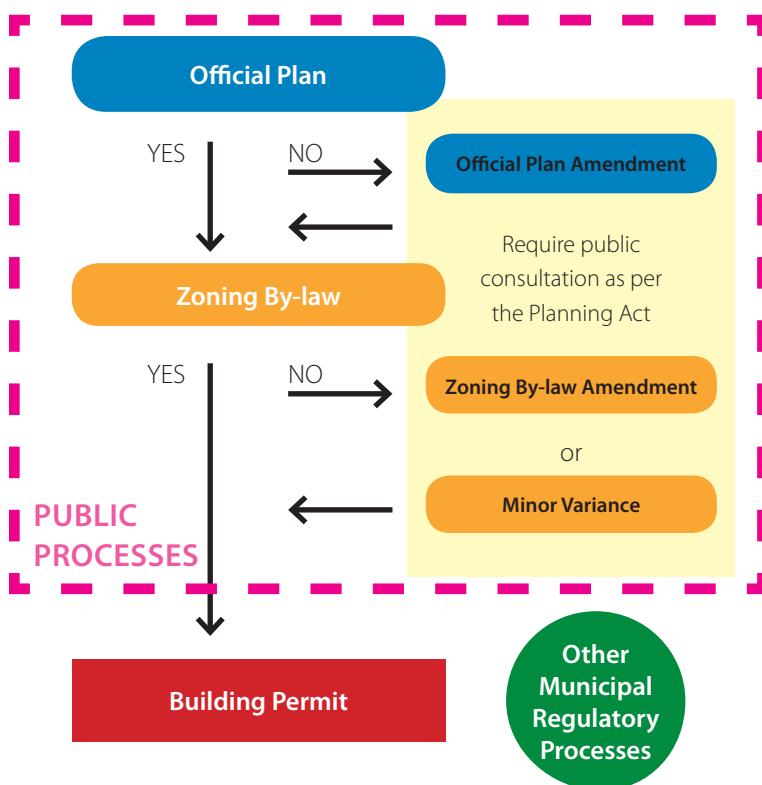 Official Plan
YES
NO
Official Plan Amendment
Require public
consultation as per
the Planning Act
Zoning By-law
YES
NO
Zoning By-law Amendment
or
Minor Variance
PUBLIC
PROCESSES
Building Permit
Other
Municipal
Regulatory
Processes